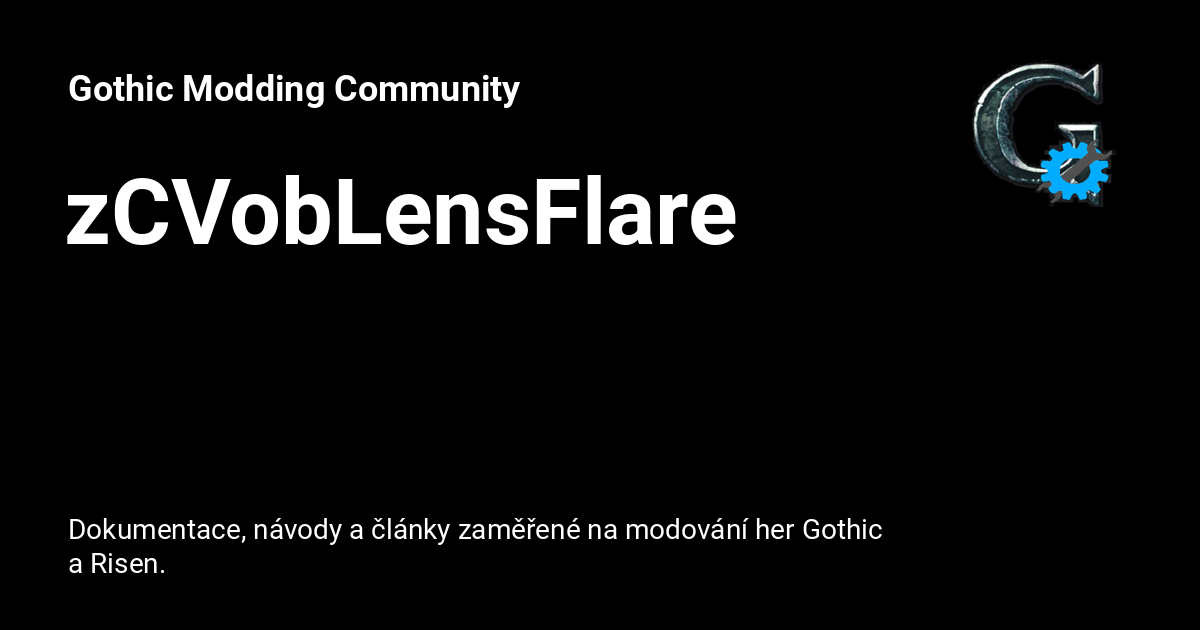 Gothic Modding Community
zCVobLensFlare
Dokumentace, návody a články zaměřené na modování her Gothic
a Risen.